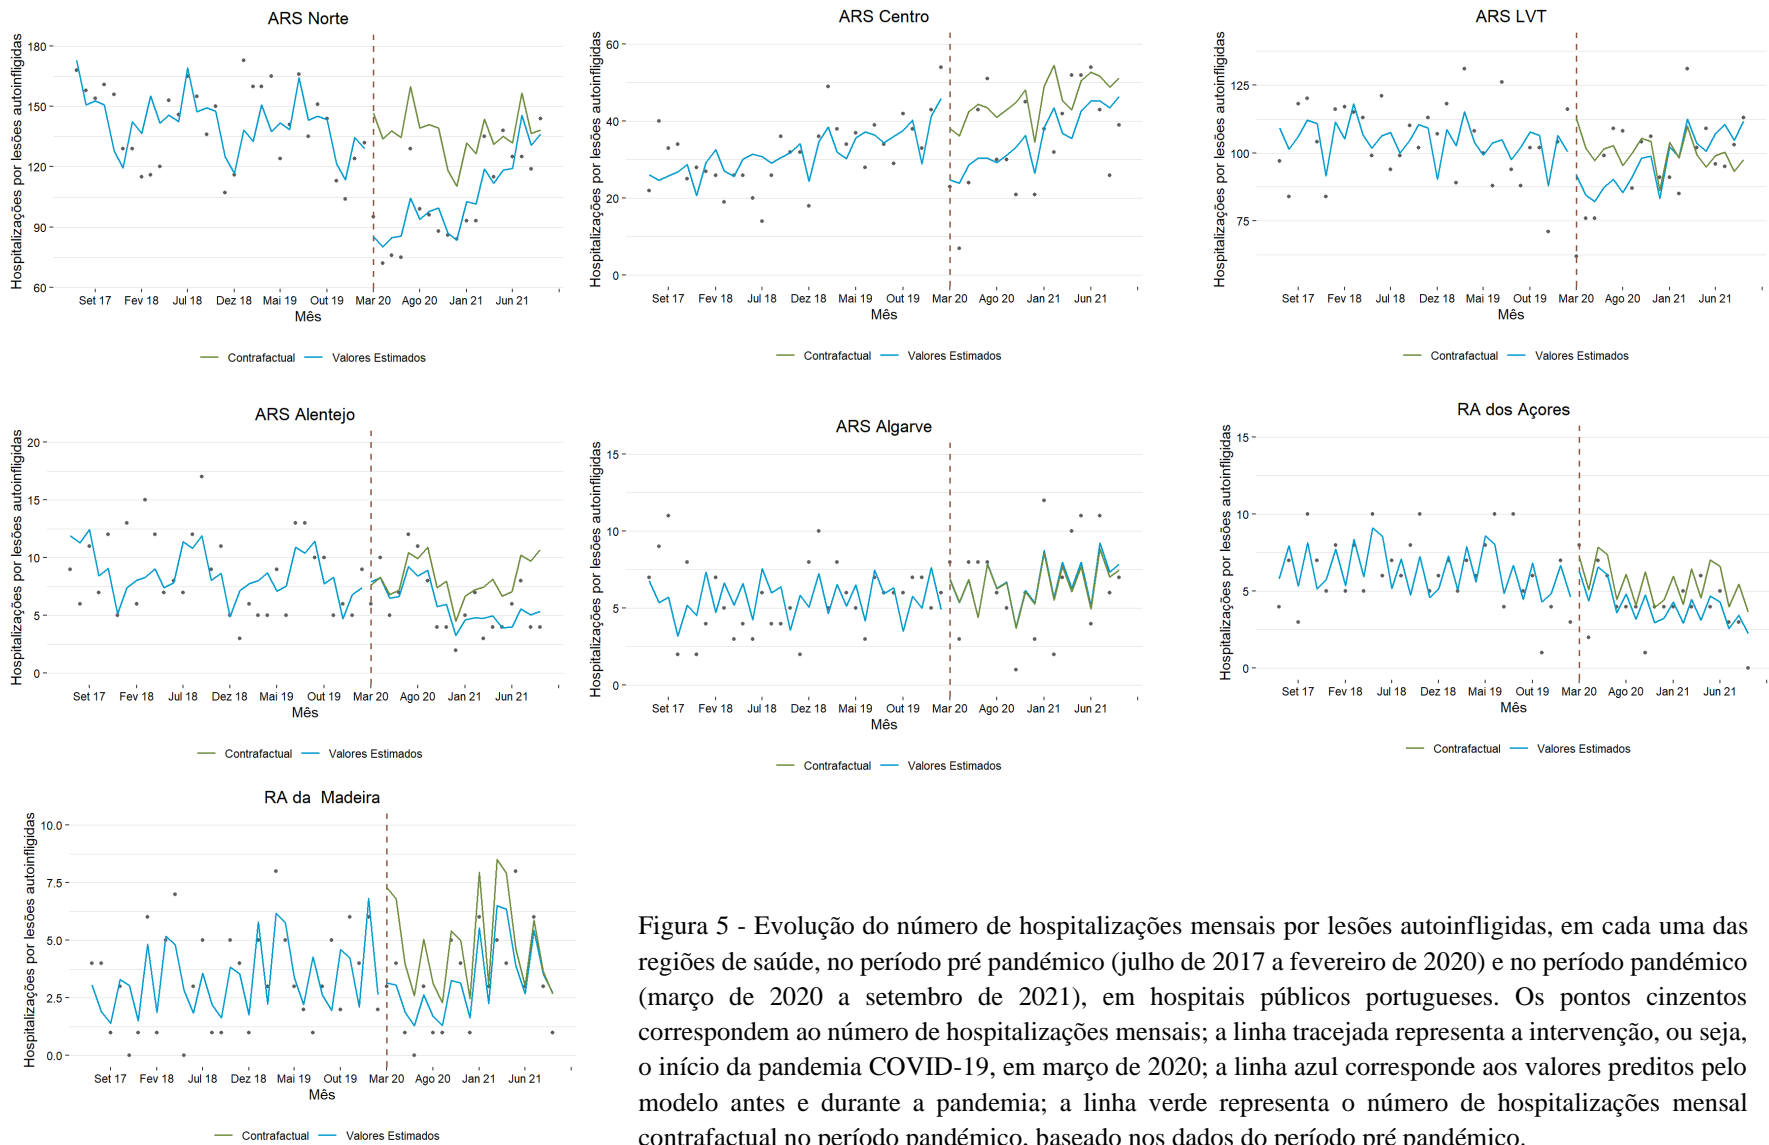 ARS Norte
Hospitalizações por lesões autoinfligidas
180
150
120
90
60
Set 17 Fev 18 Jul 18 Dez 18 Mai 19 Out 19 Mar 20 Ago 20 Jan 21 Jun 21
Mês
Contrafactual Valores Estimados
ARS Centro
Hospitalizações por lesões autoinfligidas
60
40
20
0
Set 17 Fev 18 Jul 18 Dez 18 Mai 19 Out 19 Mar 20 Ago 20 Jan 21 Jun 21
Mês
Contrafactual Valores Estimados
ARS LVT
Hospitalizações por lesões autoinfligidas
125
100
75
Set 17 Fev 18 Jul 18 Dez 18 Mai 19 Out 19 Mar 20 Ago 20 Jan 21 Jun 21
Mês
Contrafactual Valores Estimados
ARS Alentejo
Hospitalizações por lesões autoinfligidas
20
15
10
5
0
Set 17 Fev 18 Jul 18 Dez 18 Mai 19 Out 19 Mar 20 Ago 20 Jan 21 Jun 21
Mês
Contrafactual Valores Estimados
ARS Algarve
Hospitalizações por lesões autoinfligidas
15
10
5
0
Set 17 Fev 18 Jul 18 Dez 18 Mai 19 Out 19 Mar 20 Ago 20 Jan 21 Jun 21
Mês
Contrafactual Valores Estimados
RA dos Açores
Hospitalizações por lesões autoinfligidas
15
10
5
0
Set 17 Fev 18 Jul 18 Dez 18 Mai 19 Out 19 Mar 20 Ago 20 Jan 21 Jun 21
Mês
Contrafactual Valores Estimados
RA da Madeira
Hospitalizações por lesões autoinfligidas
10.0
7.5
5.0
2.5
0.0
Set 17 Fev 18 Jul 18 Dez 18 Mai 19 Out 19 Mar 20 Ago 20 Jan 21 Jun 21
Mês
Contrafactual Valores Estimados
Figura 5 - Evolução do número de hospitalizações mensais por lesões autoinfligidas, em cada uma das
regiões de saúde, no período pré pandémico (julho de 2017 a fevereiro de 2020) e no período pandémico
(março de 2020 a setembro de 2021), em hospitais públicos portugueses. Os pontos cinzentos
correspondem ao número de hospitalizações mensais; a linha tracejada representa a intervenção, ou seja,
o início da pandemia COVID-19, em março de 2020; a linha azul corresponde aos valores preditos pelo
modelo antes e durante a pandemia; a linha verde representa o número de hospitalizações mensal
contrafactual no período pandémico, baseado nos dados do período pré pandémico.